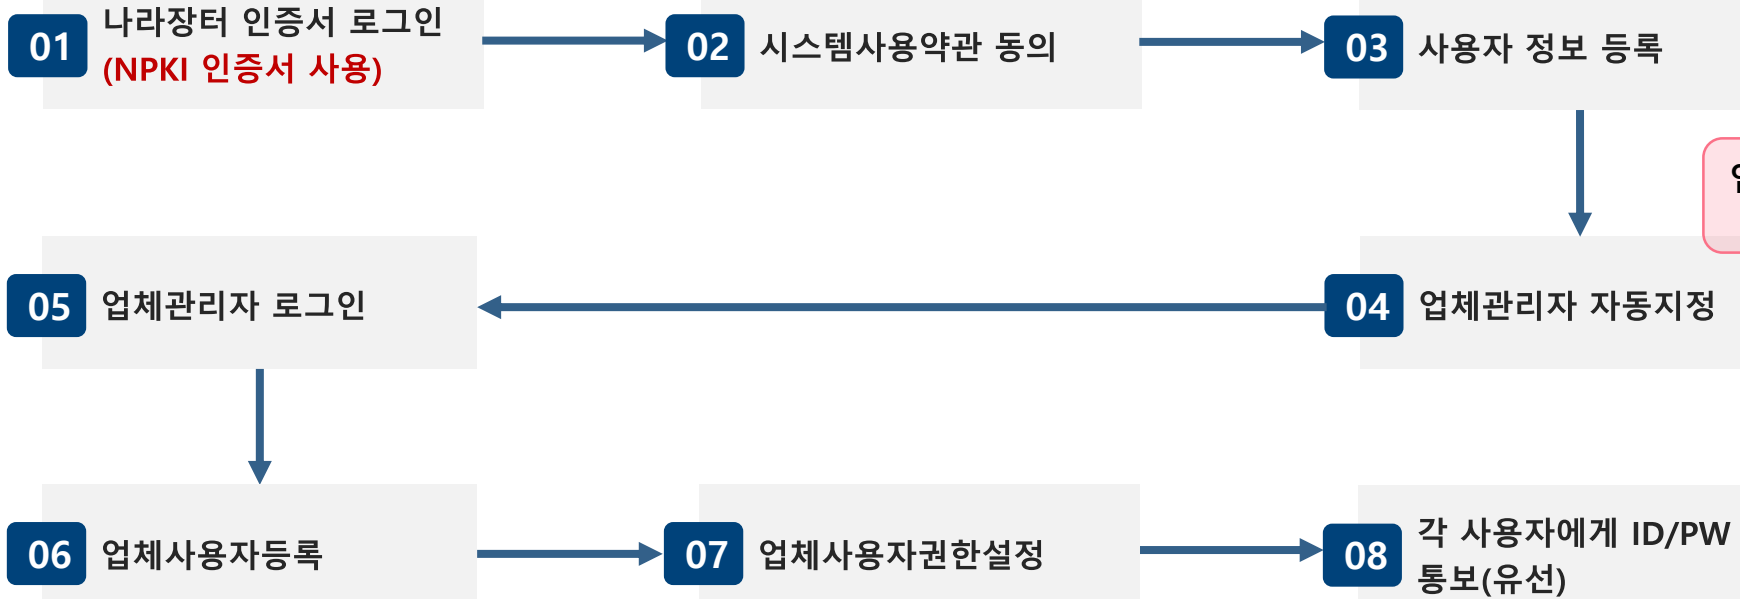 01
나라장터 인증서 로그인
(NPKI 인증서 사용)
02
시스템사용약관 동의
03
사용자 정보 등록
05
업체관리자 로그인
04
업체관리자 자동지정
06
업체사용자등록
07
업체사용자권한설정
08
각 사용자에게 ID/PW
통보(유선)